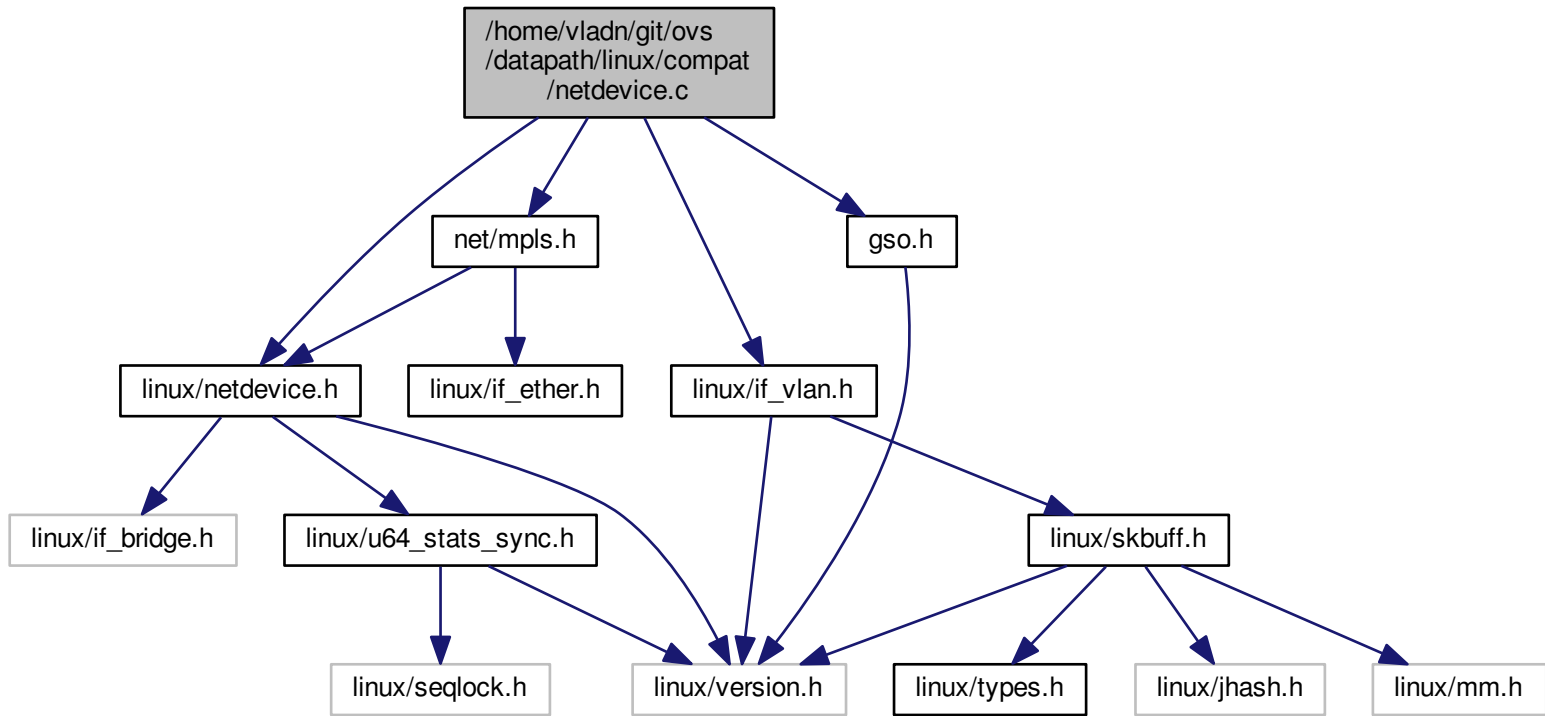 /home/vladn/git/ovs
/datapath/linux/compat
/netdevice.c
net/mpls.h
gso.h
linux/netdevice.h
linux/if_ether.h
linux/if_vlan.h
linux/if_bridge.h
linux/u64_stats_sync.h
linux/skbuff.h
linux/seqlock.h
linux/version.h
linux/types.h
linux/jhash.h
linux/mm.h